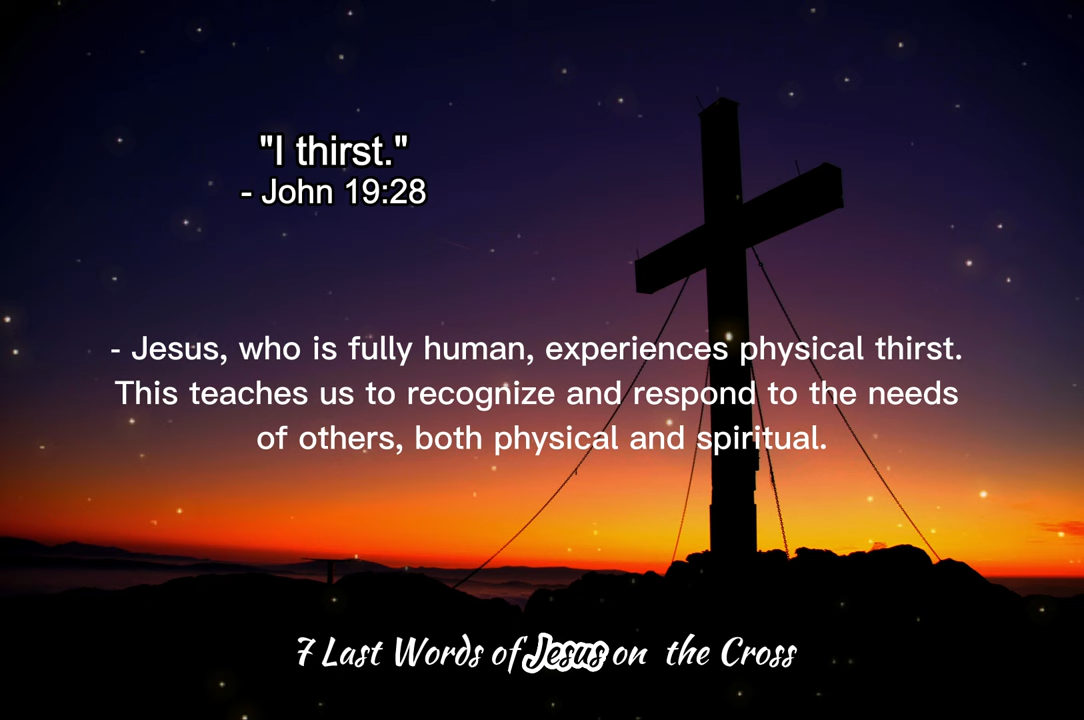 "I thirst."
- John 19:28
- Jesus, who is fully human, experiences physical thirst.
This teaches us to recognize and respond to the needs
of others, both physical and spiritual.
7 Last Words of Jesus on the Cross